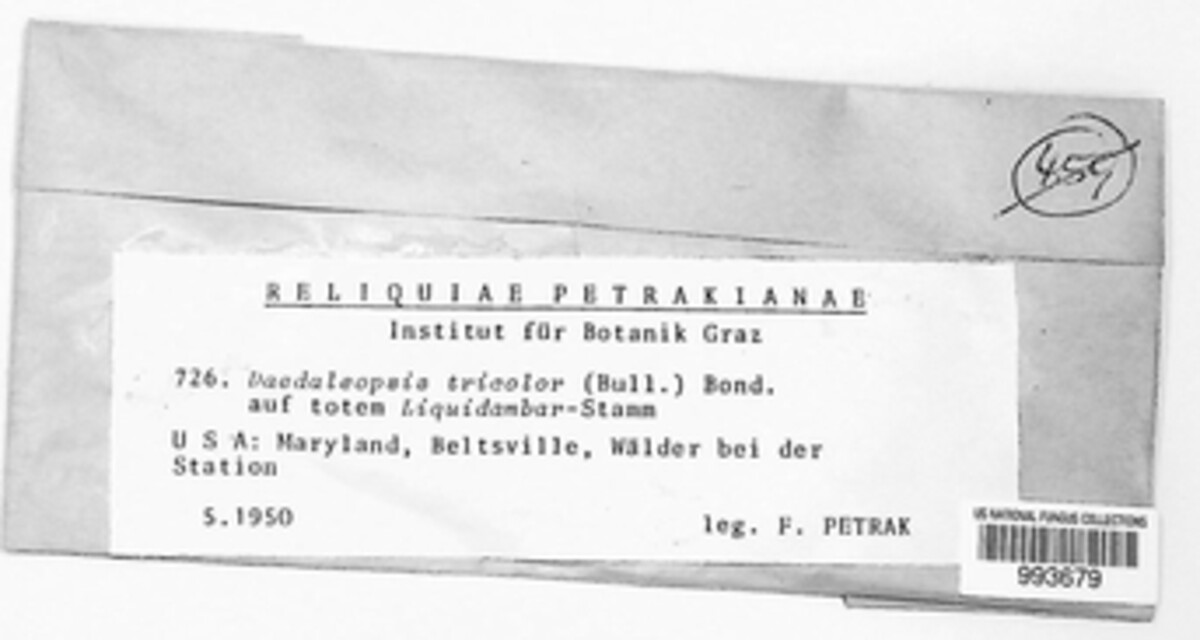 459
RELIQUIAE PETRAKIANAE
Institut für Botanik Graz
726. Daedaleopsis tricolor (Bull.) Bond.
auf totem Liquidambar-Stamm
U S A: Maryland, Beltsville, Wälder bei der
Station
5.1950
leg. F. PETRAK
US NATIONAL FUNGUS COLLECTIONS
993679